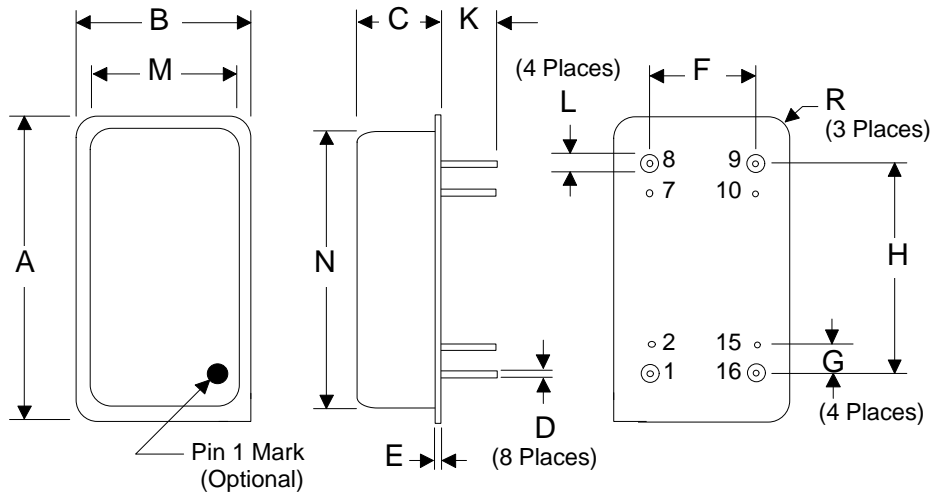 B
M
A
Pin 1 Mark
(Optional)
C
K
N
E
D
(8 Places)
(4 Places)
L
F
R
(3 Places)
8
9
7
10
H
2
15
1
16
G
(4 Places)